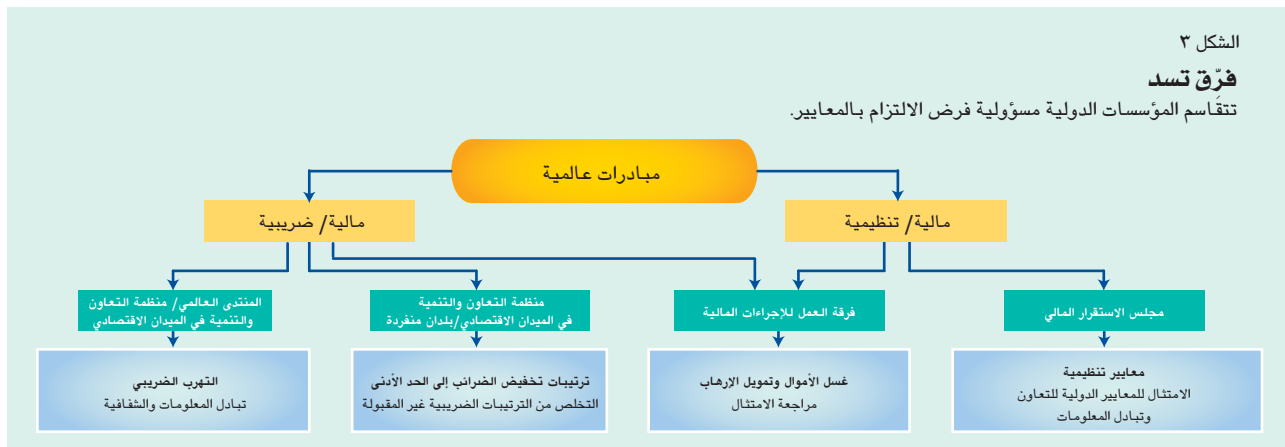 الشكل ٣
فرِّق تسد
تتقاسم المؤسسات الدولية مسؤولية فرض الالتزام بالمعايير.
مبادرات عالمية
مالية/ تنظيمية
مالية/ ضريبية
مجلس الاستقرار المالي
فرقة العمل للإجراءات المالية
منظمة التعاون والتنمية
في الميدان الاقتصادي/بلدان منفردة
المنتدى العالمي/ منظمة التعاون
والتنمية في الميدان الاقتصادي
معايير تنظيمية
الامتثال للمعايير الدولية للتعاون
وتبادل المعلومات
غسل الأموال وتمويل الإرهاب
مراجعة الامتثال
ترتيبات تخفيض الضرائب إلى الحد الأدنى
التخلص من الترتيبات الضريبية غير المقبولة
التهرب الضريبي
تبادل المعلومات والشفافية